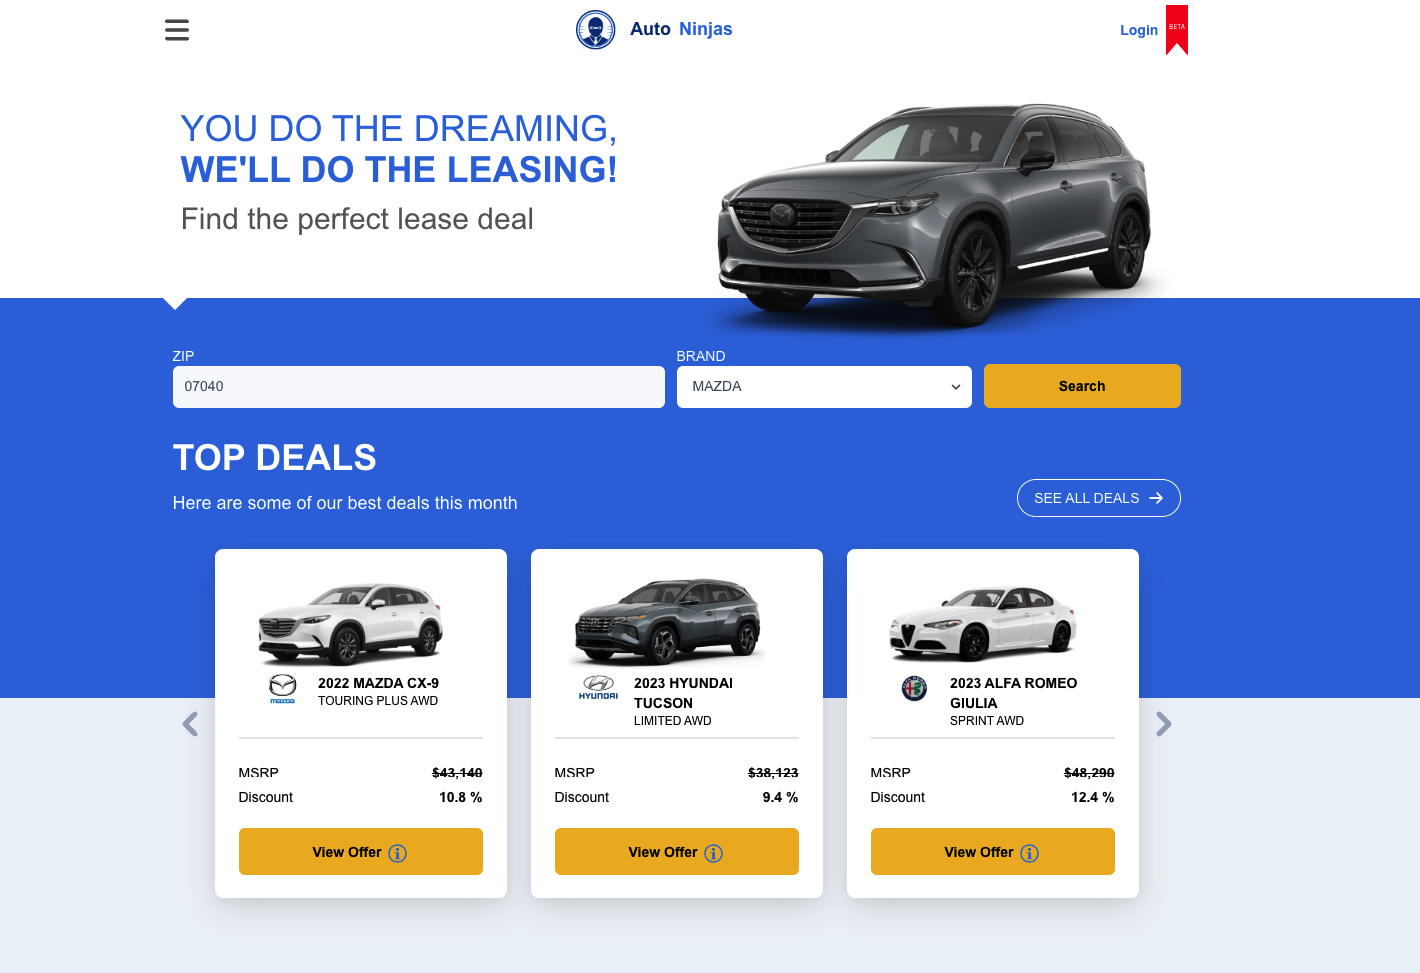 Auto Ninjas
Login
BETA
YOU DO THE DREAMING,
WE'LL DO THE LEASING!
Find the perfect lease deal
ZIP
BRAND
07040
MAZDA
Search
TOP DEALS
Here are some of our best deals this month
SEE ALL DEALS
mazda
2022 MAZDA CX-9
TOURING PLUS AWD
MSRP $43,140
Discount 10.8 %
View Offer
HYUNDAI
2023 HYUNDAI
TUCSON
LIMITED AWD
MSRP $38,123
Discount 9.4 %
View Offer
2023 ALFA ROMEO
GIULIA
SPRINT AWD
MSRP $48,290
Discount 12.4 %
View Offer